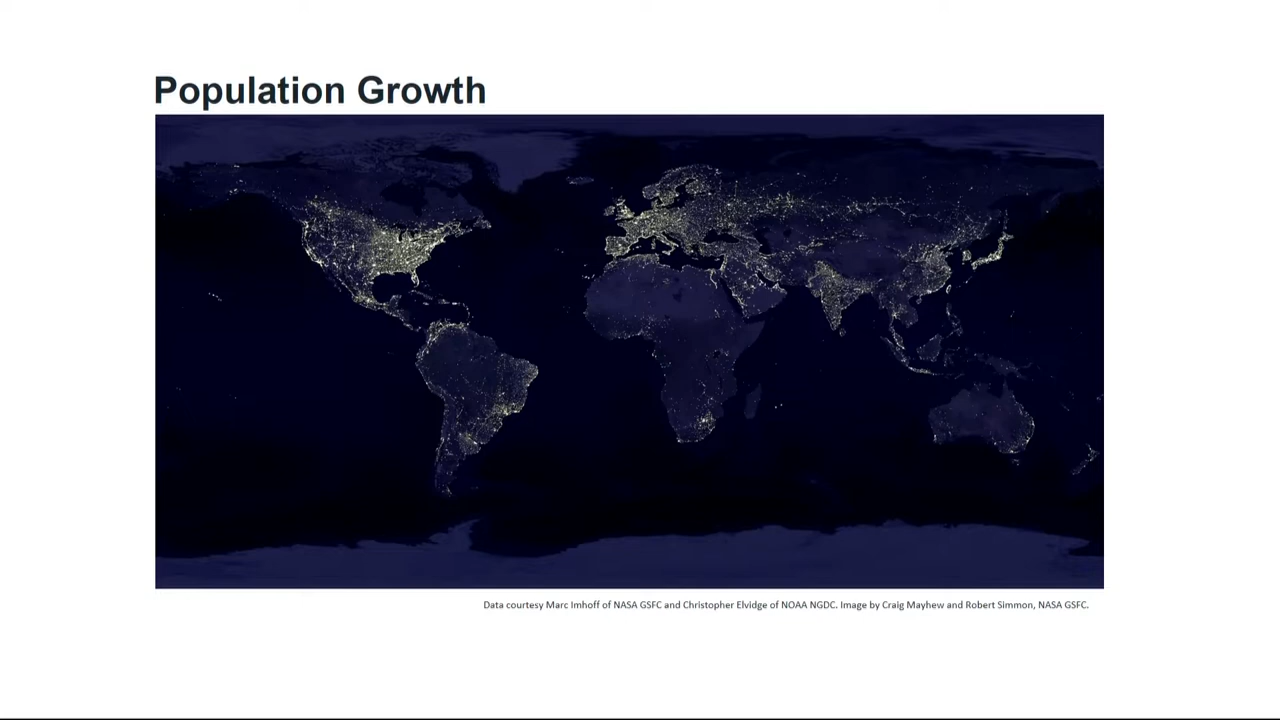 Population Growth
Data courtesy Marc Imhoff of NASA GSFC and Christopher Elvidge of NOAA NGDC. Image by Craig Mayhew and Robert Simmon, NASA GSFC.